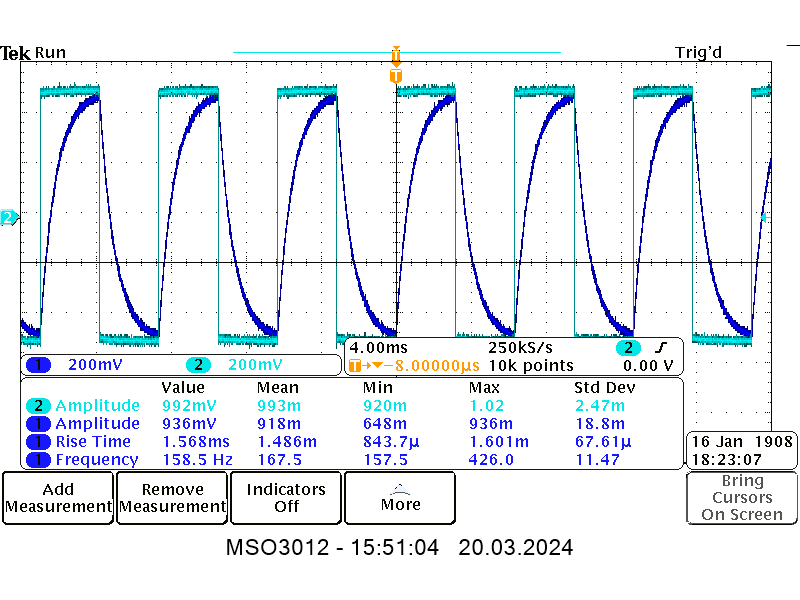 Tek Run Trig'd
T
T
2
1 200mV 2 200mV
4.00ms 250kS/s 2 0.00 V
T→▼−8.00000µs 10k points
Value Mean Min Max Std Dev
2 Amplitude 992mV 993m 920m 1.02 2.47m
1 Amplitude 936mV 918m 648m 936m 18.8m
1 Rise Time 1.568ms 1.486m 843.7µ 1.601m 67.61µ
1 Frequency 158.5 Hz 167.5 157.5 426.0 11.47
16 Jan 1908
18:23:07
Add
Measurement
Remove
Measurement
Indicators
Off
More
Bring
Cursors
On Screen
MSO3012 - 15:51:04 20.03.2024